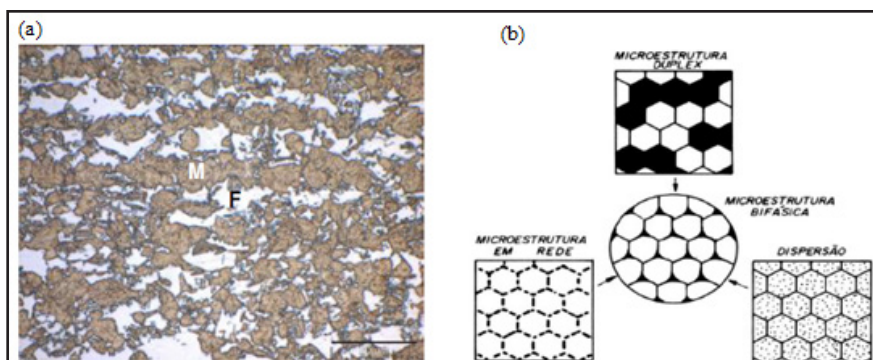 (a)
M
F
(b)
MICROESTRUTURA
DUPLEX
MICROESTRUTURA
BIFÁSICA
MICROESTRUTURA
EM REDE
DISPERSÃO